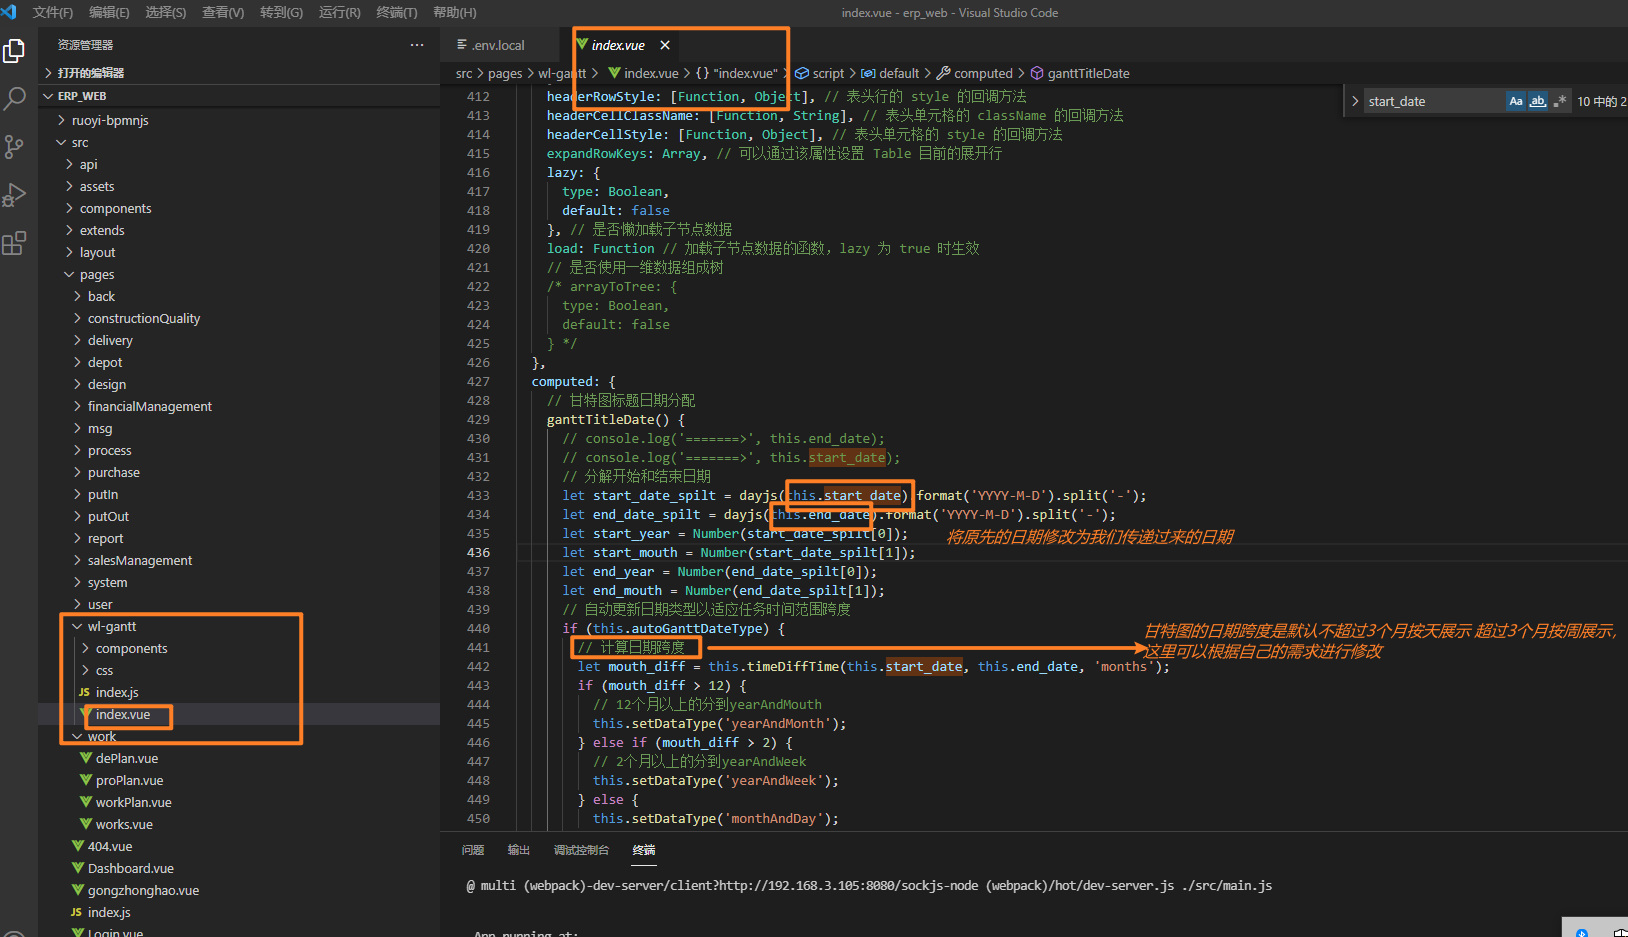 文件(F) 编辑(E) 选择(S) 查看(V) 转到(G) 运行(R) 终端(T) 帮助(H)
index.vue - erp_web - Visual Studio Code
资源管理器
打开的编辑器
ERP_WEB
ruoyi-bpmnjs
src
api
assets
components
extends
layout
pages
back
constructionQuality
delivery
depot
design
financialManagement
msg
process
purchase
putIn
putOut
report
salesManagement
system
user
wl-gantt
components
css
JS index.js
index.vue
work
dePlan.vue
proPlan.vue
workPlan.vue
works.vue
404.vue
Dashboard.vue
gongzhonghao.vue
JS index.js
Login.vue
.env.local
index.vue
src > pages > wl-gantt > index.vue > {} "index.vue" > script > default > computed > ganttTitleDate
start_date Aa ab. .* 10 中的 2
412 headerRowStyle: [Function, Object], // 表头行的 style 的回调方法
413 headerCellClassName: [Function, String], // 表头单元格的 className 的回调方法
414 headerCellStyle: [Function, Object], // 表头单元格的 style 的回调方法
415 expandRowKeys: Array, // 可以通过该属性设置 Table 目前的展开行
416 lazy: {
417 type: Boolean,
418 default: false
419 }, // 是否懒加载子节点数据
420 load: Function // 加载子节点数据的函数，lazy 为 true 时生效
421 // 是否使用一维数据组成树
422 /* arrayToTree: {
423 type: Boolean,
424 default: false
425 } */
426 },
427 computed: {
428 // 甘特图标题日期分配
429 ganttTitleDate() {
430 // console.log('=======>', this.end_date);
431 // console.log('=======>', this.start_date);
432 // 分解开始和结束日期
433 let start_date_spilt = dayjs(this.start_date).format('YYYY-M-D').split('-');
434 let end_date_spilt = dayjs(this.end_date).format('YYYY-M-D').split('-');
435 let start_year = Number(start_date_spilt[0]);
将原先的日期修改为我们传递过来的日期
436 let start_mouth = Number(start_date_spilt[1]);
437 let end_year = Number(end_date_spilt[0]);
438 let end_mouth = Number(end_date_spilt[1]);
439 // 自动更新日期类型以适应任务时间范围跨度
440 if (this.autoGanttDateType) {
甘特图的日期跨度是默认不超过3个月按天展示 超过3个月按周展示，
441 // 计算日期跨度
这里可以根据自己的需求进行修改
442 let mouth_diff = this.timeDiffTime(this.start_date, this.end_date, 'months');
443 if (mouth_diff > 12) {
444 // 12个月以上的分到yearAndMouth
445 this.setDataType('yearAndMonth');
446 } else if (mouth_diff > 2) {
447 // 2个月以上的分到yearAndWeek
448 this.setDataType('yearAndWeek');
449 } else {
450 this.setDataType('monthAndDay');
问题 输出 调试控制台 终端
@ multi (webpack)-dev-server/client?http://192.168.3.105:8080/sockjs-node (webpack)/hot/dev-server.js ./src/main.js
App running at: